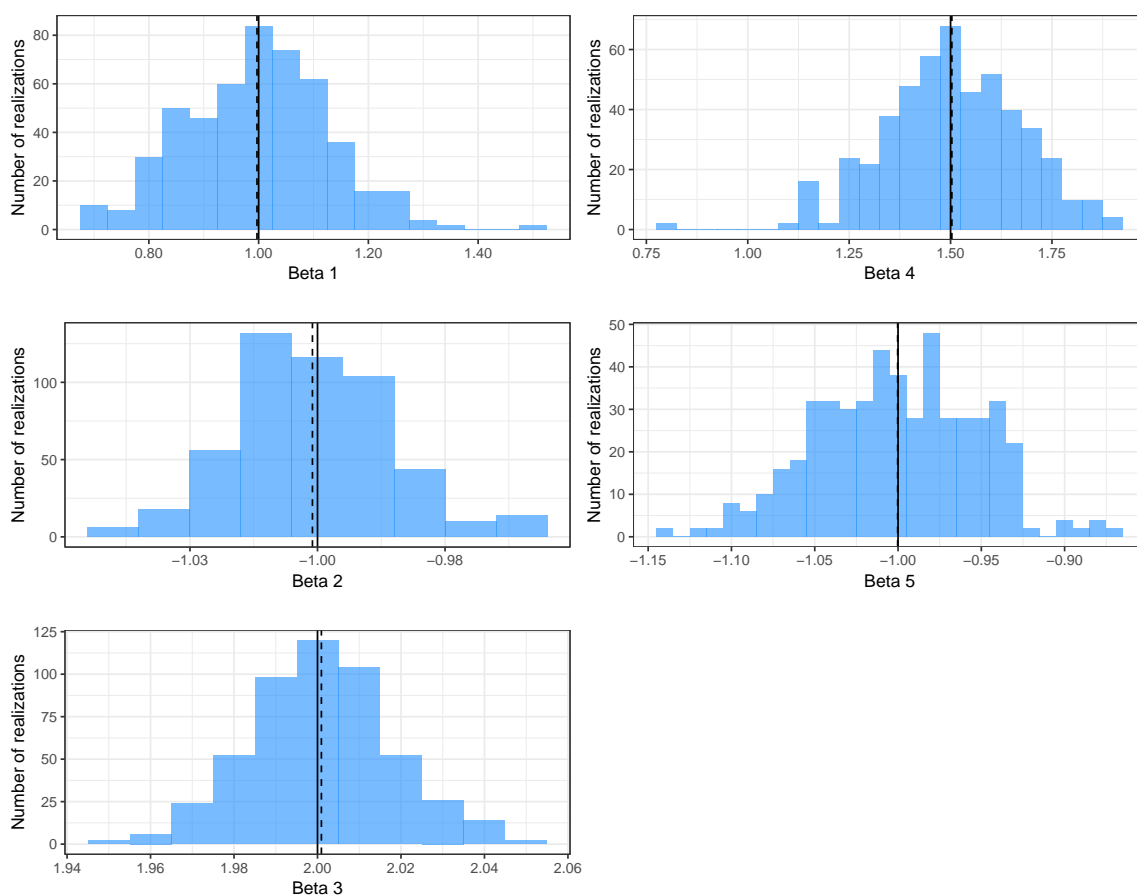 Number of realizations
80
60
40
20
0
0.80 1.00 1.20 1.40
Beta 1
Number of realizations
60
40
20
0
0.75 1.00 1.25 1.50 1.75
Beta 4
Number of realizations
100
50
0
−1.03 −1.00 −0.98
Beta 2
Number of realizations
50
40
30
20
10
0
−1.15 −1.10 −1.05 −1.00 −0.95 −0.90
Beta 5
Number of realizations
125
100
75
50
25
0
1.94 1.96 1.98 2.00 2.02 2.04 2.06
Beta 3